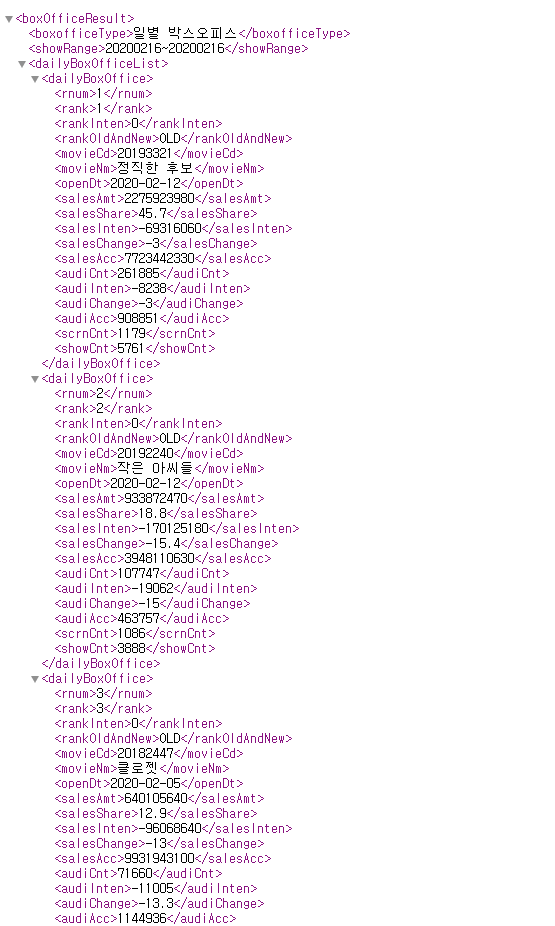 <boxOfficeResult>
<boxofficeType>일별 박스오피스</boxofficeType>
<showRange>20200216~20200216</showRange>
<dailyBoxOfficeList>
<dailyBoxOffice>
<rnum>1</rnum>
<rank>1</rank>
<rankInten>0</rankInten>
<rankOldAndNew>OLD</rankOldAndNew>
<movieCd>20193321</movieCd>
<movieNm>정직한 후보</movieNm>
<openDt>2020-02-12</openDt>
<salesAmt>2275923980</salesAmt>
<salesShare>45.7</salesShare>
<salesInten>-69316060</salesInten>
<salesChange>-3</salesChange>
<salesAcc>7723442330</salesAcc>
<audiCnt>261885</audiCnt>
<audiInten>-8238</audiInten>
<audiChange>-3</audiChange>
<audiAcc>908851</audiAcc>
<scrnCnt>1179</scrnCnt>
<showCnt>5761</showCnt>
</dailyBoxOffice>
<dailyBoxOffice>
<rnum>2</rnum>
<rank>2</rank>
<rankInten>0</rankInten>
<rankOldAndNew>OLD</rankOldAndNew>
<movieCd>20192240</movieCd>
<movieNm>작은 아씨들</movieNm>
<openDt>2020-02-12</openDt>
<salesAmt>933872470</salesAmt>
<salesShare>18.8</salesShare>
<salesInten>-170125180</salesInten>
<salesChange>-15.4</salesChange>
<salesAcc>3948110630</salesAcc>
<audiCnt>107747</audiCnt>
<audiInten>-19062</audiInten>
<audiChange>-15</audiChange>
<audiAcc>463757</audiAcc>
<scrnCnt>1086</scrnCnt>
<showCnt>3888</showCnt>
</dailyBoxOffice>
<dailyBoxOffice>
<rnum>3</rnum>
<rank>3</rank>
<rankInten>0</rankInten>
<rankOldAndNew>OLD</rankOldAndNew>
<movieCd>20182447</movieCd>
<movieNm>클로젯</movieNm>
<openDt>2020-02-05</openDt>
<salesAmt>640105640</salesAmt>
<salesShare>12.9</salesShare>
<salesInten>-96068640</salesInten>
<salesChange>-13</salesChange>
<salesAcc>9931943100</salesAcc>
<audiCnt>71660</audiCnt>
<audiInten>-11005</audiInten>
<audiChange>-13.3</audiChange>
<audiAcc>1144936</audiAcc>